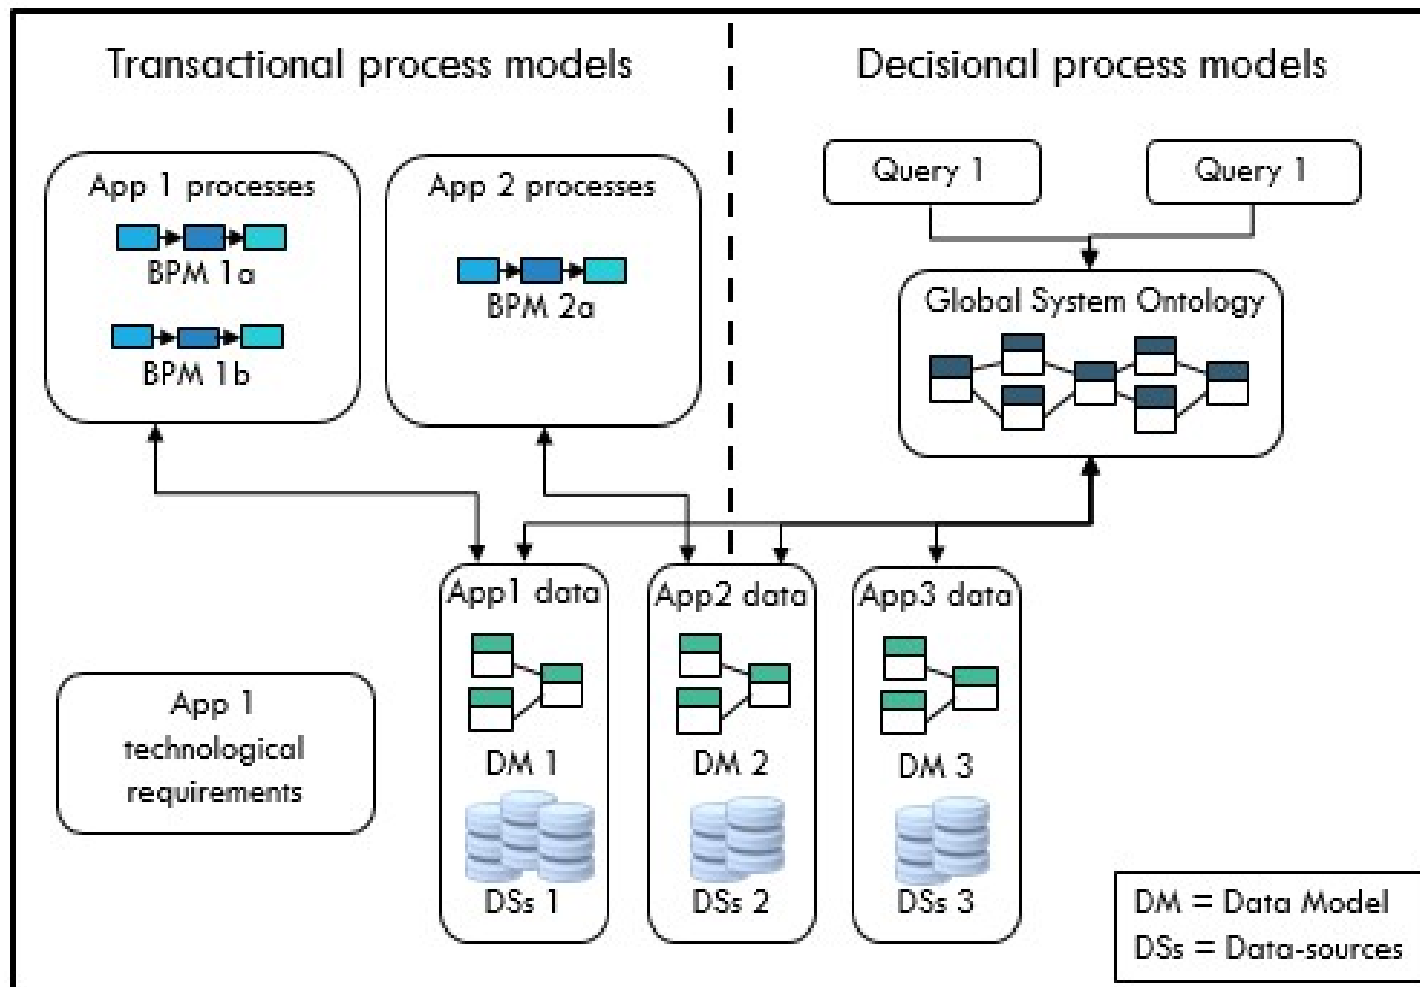 Transactional process models
Decisional process models
App 1 processes
BPM 1a
BPM 1b
App 2 processes
BPM 2a
Query 1
Query 1
Global System Ontology
App1 data
DM 1
DSs 1
App2 data
DM 2
DSs 2
App3 data
DM 3
DSs 3
App 1
technological
requirements
DM = Data Model
DSs = Data-sources